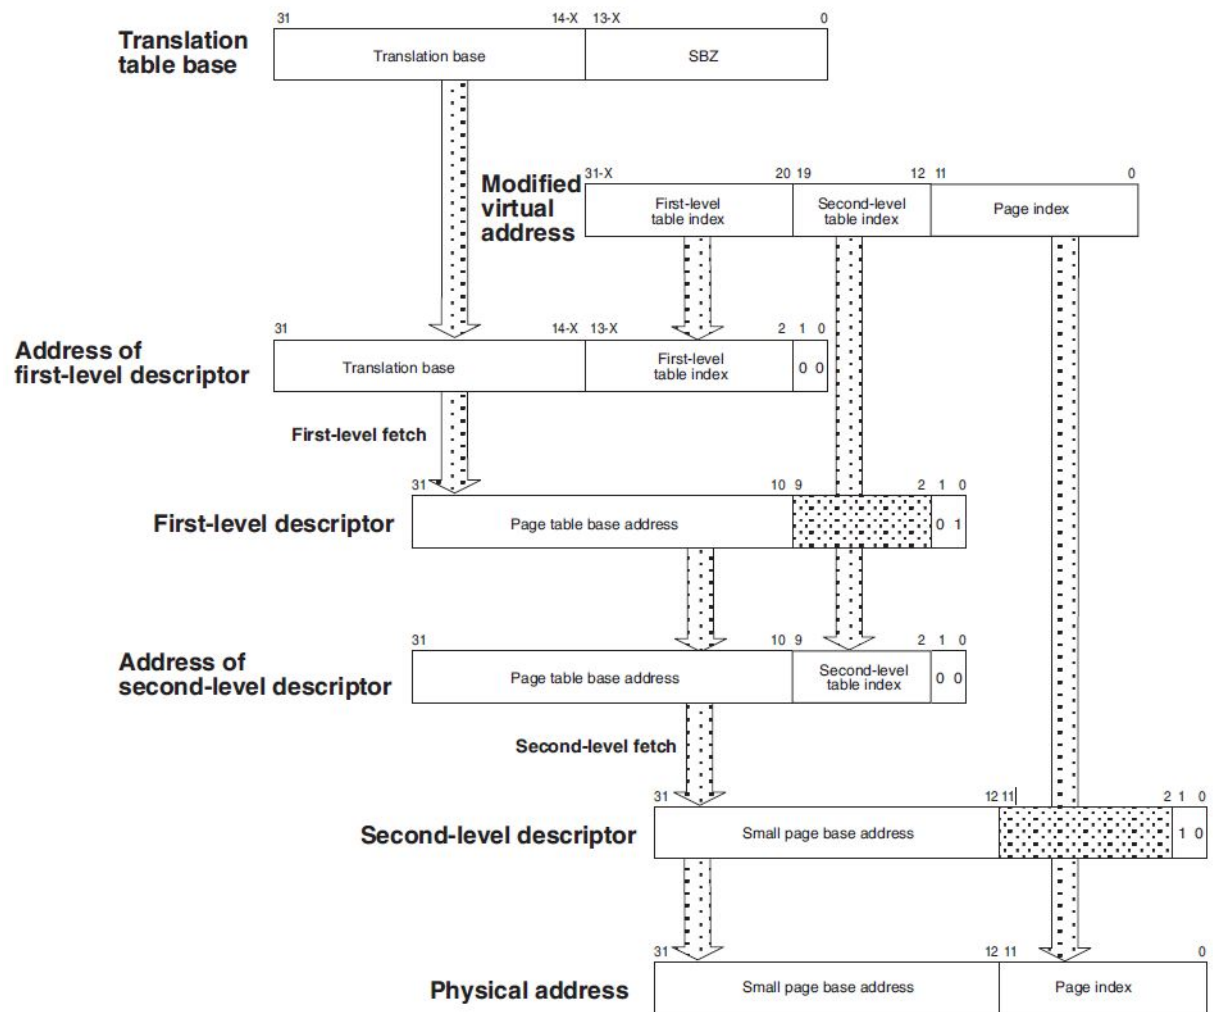 31 14-X 13-X 0
Translation
table base
Translation base SBZ
31-X 20 19 12 11 0
Modified
virtual
address
First-level
table index
Second-level
table index
Page index
31 14-X 13-X 2 1 0
Address of
first-level descriptor
Translation base
First-level
table index
0 0
First-level fetch
31 10 9 2 1 0
First-level descriptor
Page table base address
0 1
31 10 9 2 1 0
Address of
second-level descriptor
Page table base address
Second-level
table index
0 0
Second-level fetch
31 12 11 2 1 0
Second-level descriptor
Small page base address
1 0
31 12 11 0
Physical address
Small page base address
Page index